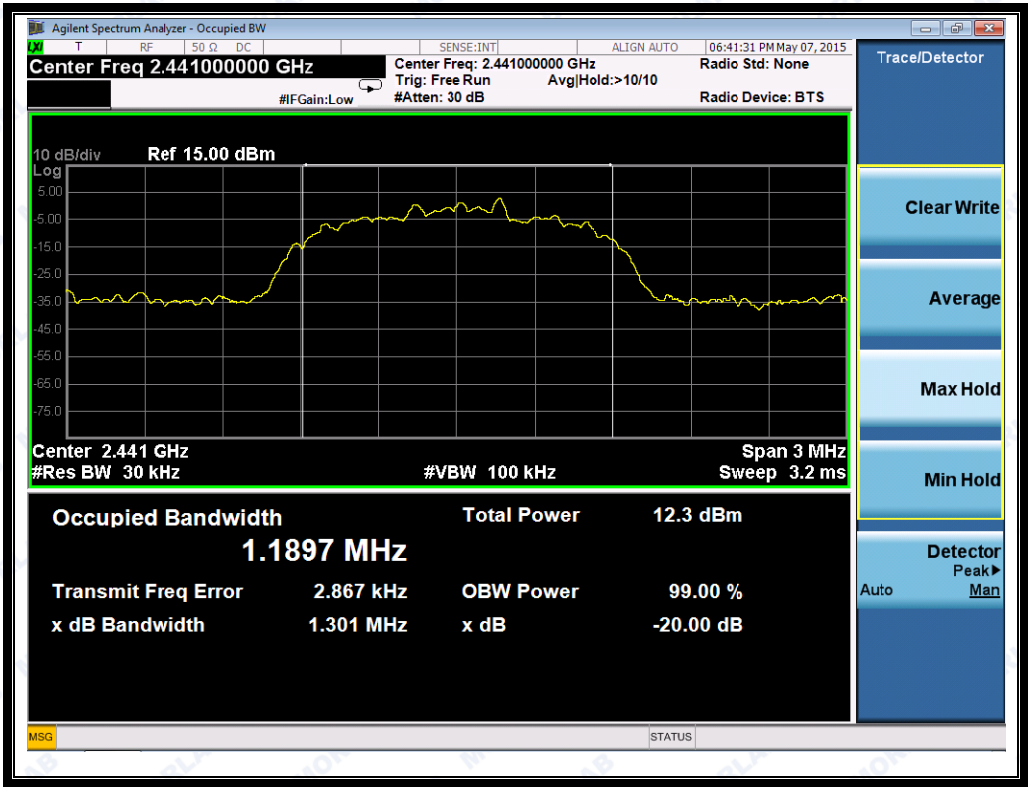 Agilent Spectrum Analyzer - Occupied BW
LXI T RF 50 Ω DC SENSE:INT ALIGN AUTO 06:41:31 PM May 07, 2015
Center Freq 2.441000000 GHz
Center Freq: 2.441000000 GHz Radio Std: None
Trig: Free Run Avg|Hold:>10/10
#IFGain:Low #Atten: 30 dB Radio Device: BTS
10 dB/div Ref 15.00 dBm
Log
5.00
-5.00
-15.0
-25.0
-35.0
-45.0
-55.0
-65.0
-75.0
Center 2.441 GHz Span 3 MHz
#Res BW 30 kHz #VBW 100 kHz Sweep 3.2 ms
Occupied Bandwidth Total Power 12.3 dBm
1.1897 MHz
Transmit Freq Error 2.867 kHz OBW Power 99.00 %
x dB Bandwidth 1.301 MHz x dB -20.00 dB
Trace/Detector
Clear Write
Average
Max Hold
Min Hold
Detector
Peak▶
Auto Man
MSG STATUS